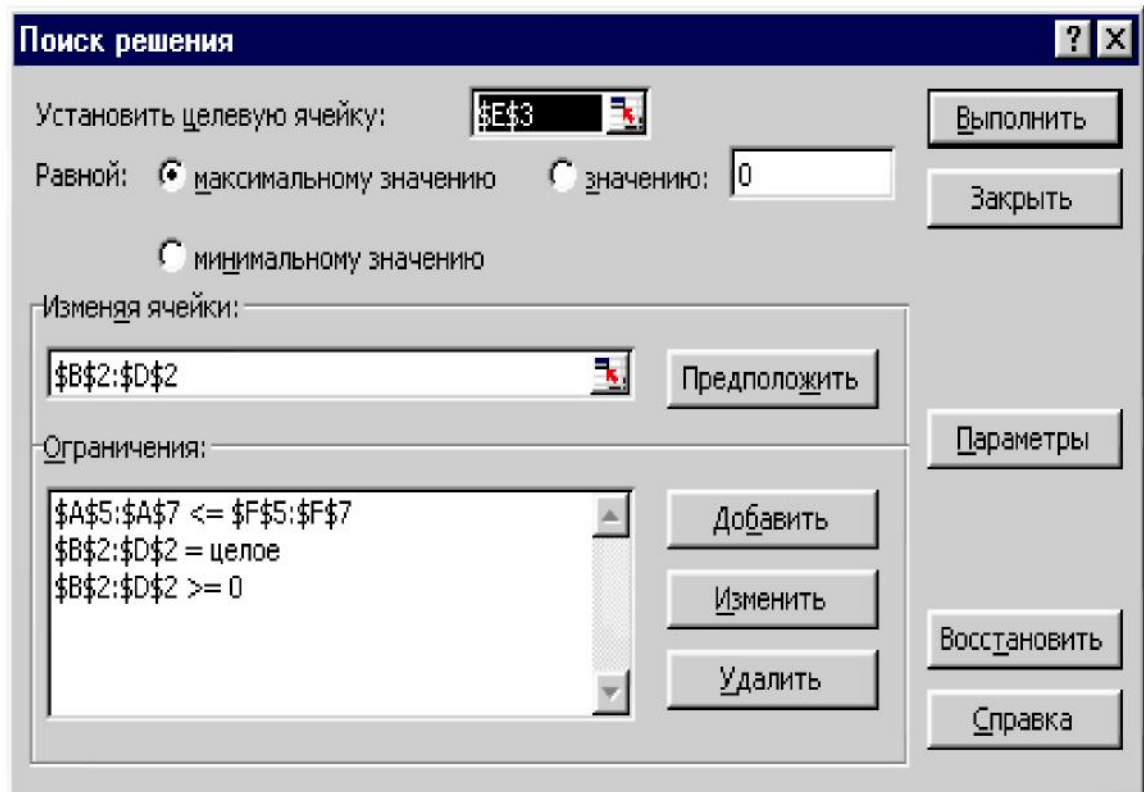 Поиск решения
Установить целевую ячейку: $E$3
Выполнить
Равной: максимальному значению значению: 0
Закрыть
минимальному значению
Изменяя ячейки:
$B$2:$D$2
Предположить
Параметры
Ограничения:
$A$5:$A$7 <= $F$5:$F$7
$B$2:$D$2 = целое
$B$2:$D$2 >= 0
Добавить
Изменить
Удалить
Восстановить
Справка